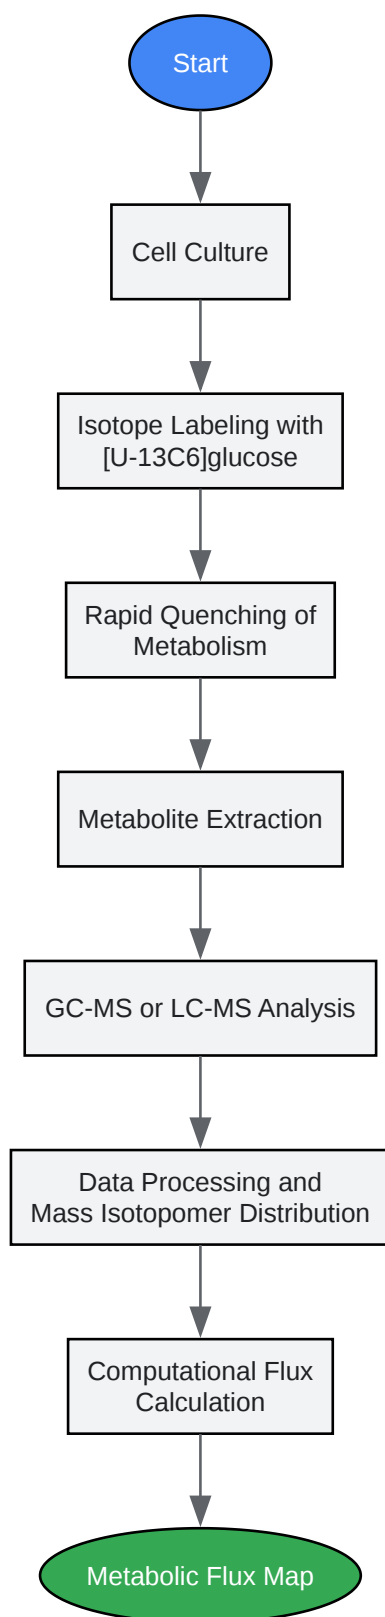 Start
Cell Culture
Isotope Labeling with
[U-13C6]glucose
Rapid Quenching of
Metabolism
Metabolite Extraction
GC-MS or LC-MS Analysis
Data Processing and
Mass Isotopomer Distribution
Computational Flux
Calculation
Metabolic Flux Map